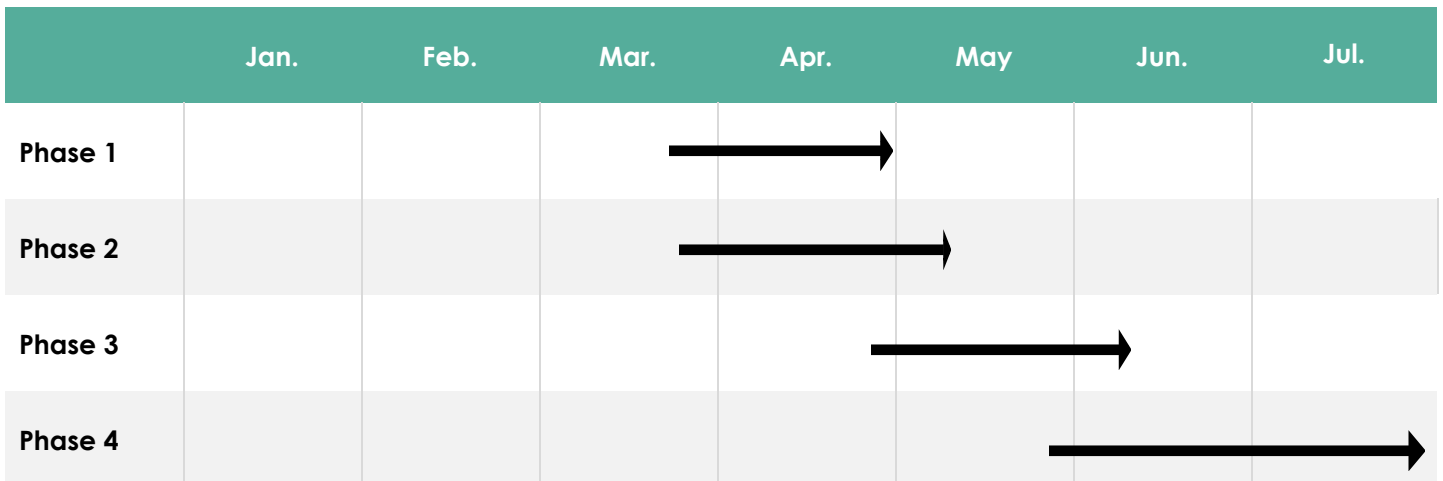 Jan. Feb. Mar. Apr. May Jun. Jul.
Phase 1
Phase 2
Phase 3
Phase 4